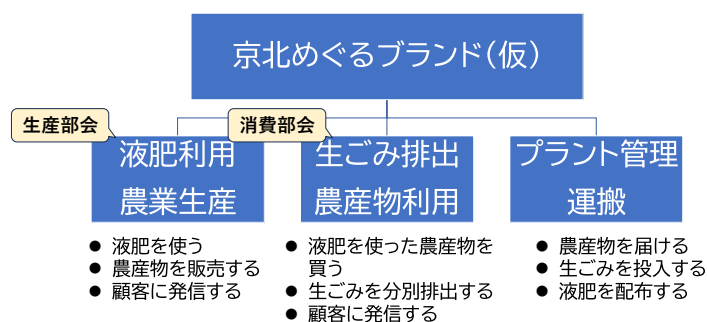 京北めぐるブランド（仮）
生産部会
液肥利用
農業生産
● 液肥を使う
● 農産物を販売する
● 顧客に発信する
消費部会
生ごみ排出
農産物利用
● 液肥を使った農産物を
買う
● 生ごみを分別排出する
● 顧客に発信する
プラント管理
運搬
● 農産物を届ける
● 生ごみを投入する
● 液肥を配布する